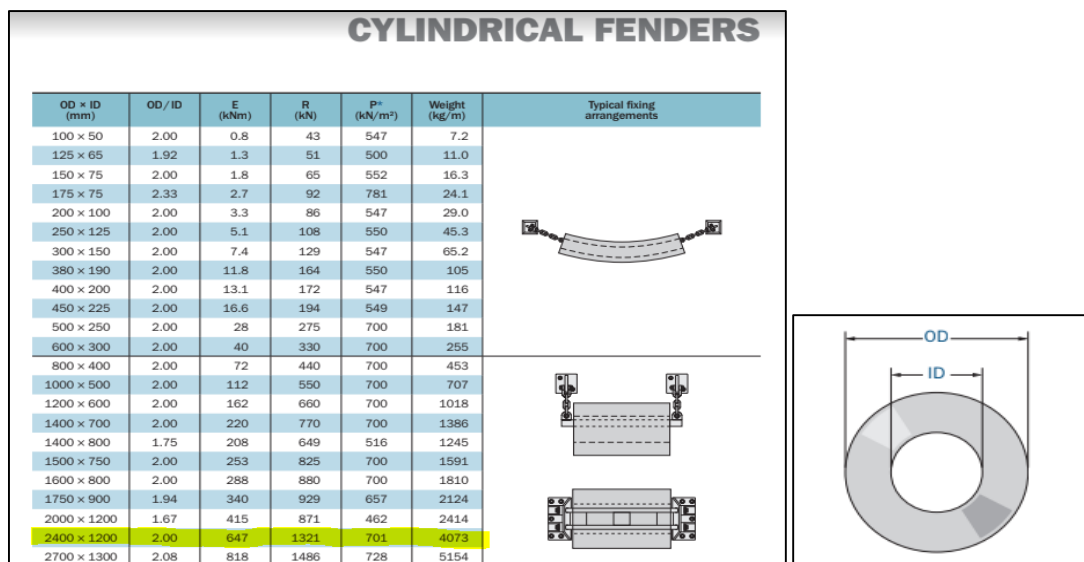 CYLINDRICAL FENDERS
OD × ID (mm) OD/ID E (kNm) R (kN) P* (kN/m²) Weight (kg/m) Typical fixing arrangements
100 × 50 2.00 0.8 43 547 7.2
125 × 65 1.92 1.3 51 500 11.0
150 × 75 2.00 1.8 65 552 16.3
175 × 75 2.33 2.7 92 781 24.1
200 × 100 2.00 3.3 86 547 29.0
250 × 125 2.00 5.1 108 550 45.3
300 × 150 2.00 7.4 129 547 65.2
380 × 190 2.00 11.8 164 550 105
400 × 200 2.00 13.1 172 547 116
450 × 225 2.00 16.6 194 549 147
500 × 250 2.00 28 275 700 181
600 × 300 2.00 40 330 700 255
800 × 400 2.00 72 440 700 453
1000 × 500 2.00 112 550 700 707
1200 × 600 2.00 162 660 700 1018
1400 × 700 2.00 220 770 700 1386
1400 × 800 1.75 208 649 516 1245
1500 × 750 2.00 253 825 700 1591
1600 × 800 2.00 288 880 700 1810
1750 × 900 1.94 340 929 657 2124
2000 × 1200 1.67 415 871 462 2414
2400 × 1200 2.00 647 1321 701 4073
2700 × 1300 2.08 818 1486 728 5154
OD
ID